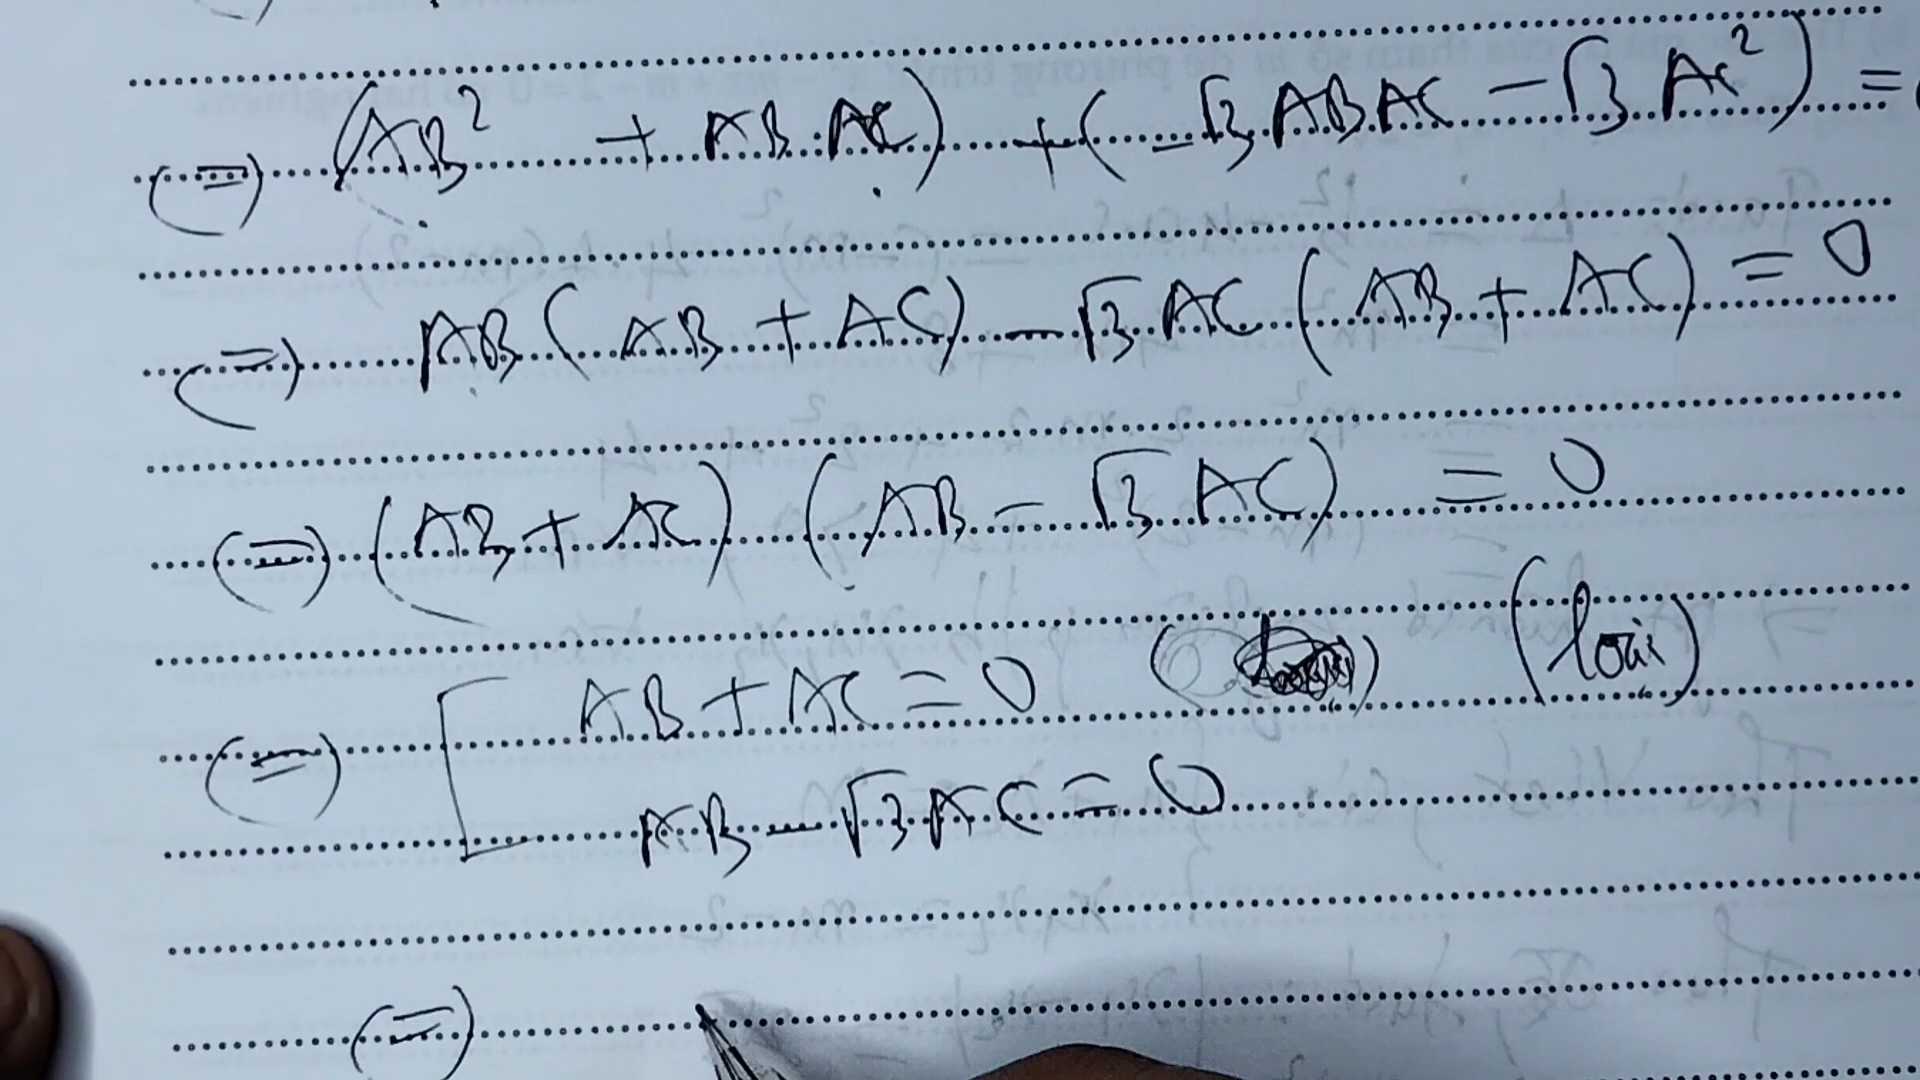 (=) (AB² + AB.AC) + (-√3 AB.AC - √3 AC²) =
(=) AB(AB + AC) - √3 AC(AB + AC) = 0
(=) (AB + AC)(AB - √3 AC) = 0
(=) [ AB + AC = 0 (loại)
AB - √3 AC = 0
(=)